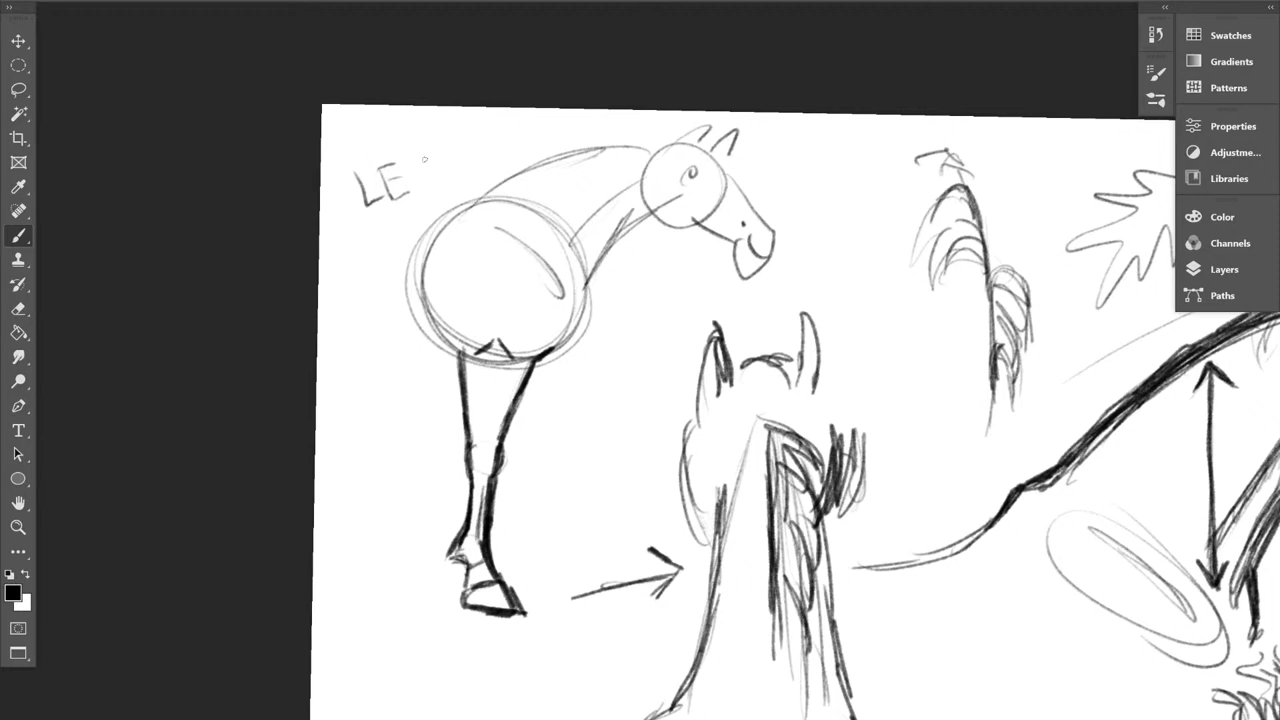 LE
Swatches
Gradients
Patterns
Properties
Adjustme...
Libraries
Color
Channels
Layers
Paths